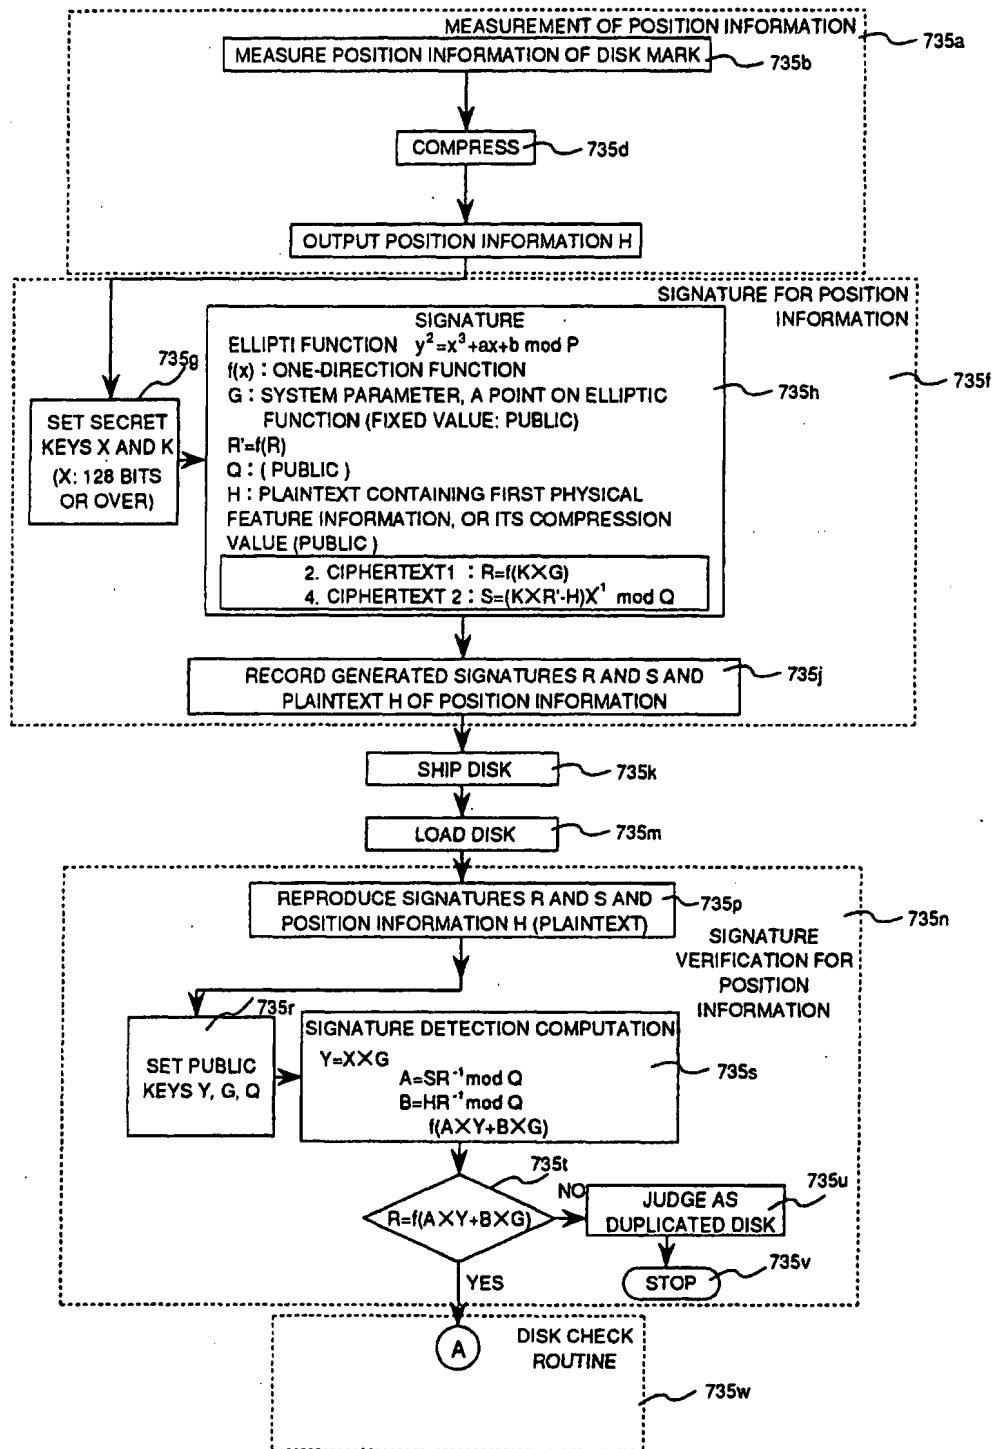 MEASUREMENT OF POSITION INFORMATION
735a
MEASURE POSITION INFORMATION OF DISK MARK
735b
COMPRESS
735d
OUTPUT POSITION INFORMATION H
SIGNATURE FOR POSITION
INFORMATION
735f
735g
SET SECRET
KEYS X AND K
(X: 128 BITS
OR OVER)
SIGNATURE
ELLIPTI FUNCTION y²=x³+ax+b mod P
f(x) : ONE-DIRECTION FUNCTION
G : SYSTEM PARAMETER, A POINT ON ELLIPTIC
FUNCTION (FIXED VALUE: PUBLIC)
R'=f(R)
Q : ( PUBLIC )
H : PLAINTEXT CONTAINING FIRST PHYSICAL
FEATURE INFORMATION, OR ITS COMPRESSION
VALUE (PUBLIC )
2. CIPHERTEXT1 : R=f(K×G)
4. CIPHERTEXT 2 : S=(K×R'-H)X¹ mod Q
735h
RECORD GENERATED SIGNATURES R AND S AND
PLAINTEXT H OF POSITION INFORMATION
735j
SHIP DISK
735k
LOAD DISK
735m
REPRODUCE SIGNATURES R AND S AND
POSITION INFORMATION H (PLAINTEXT)
735p
735n
SIGNATURE
VERIFICATION FOR
POSITION
INFORMATION
735r
SET PUBLIC
KEYS Y, G, Q
SIGNATURE DETECTION COMPUTATION
Y=X×G
A=SR⁻¹ mod Q
B=HR⁻¹ mod Q
f(A×Y+B×G)
735s
735t
R=f(A×Y+B×G)
NO
JUDGE AS
DUPLICATED DISK
735u
STOP
735v
YES
A
DISK CHECK
ROUTINE
735w